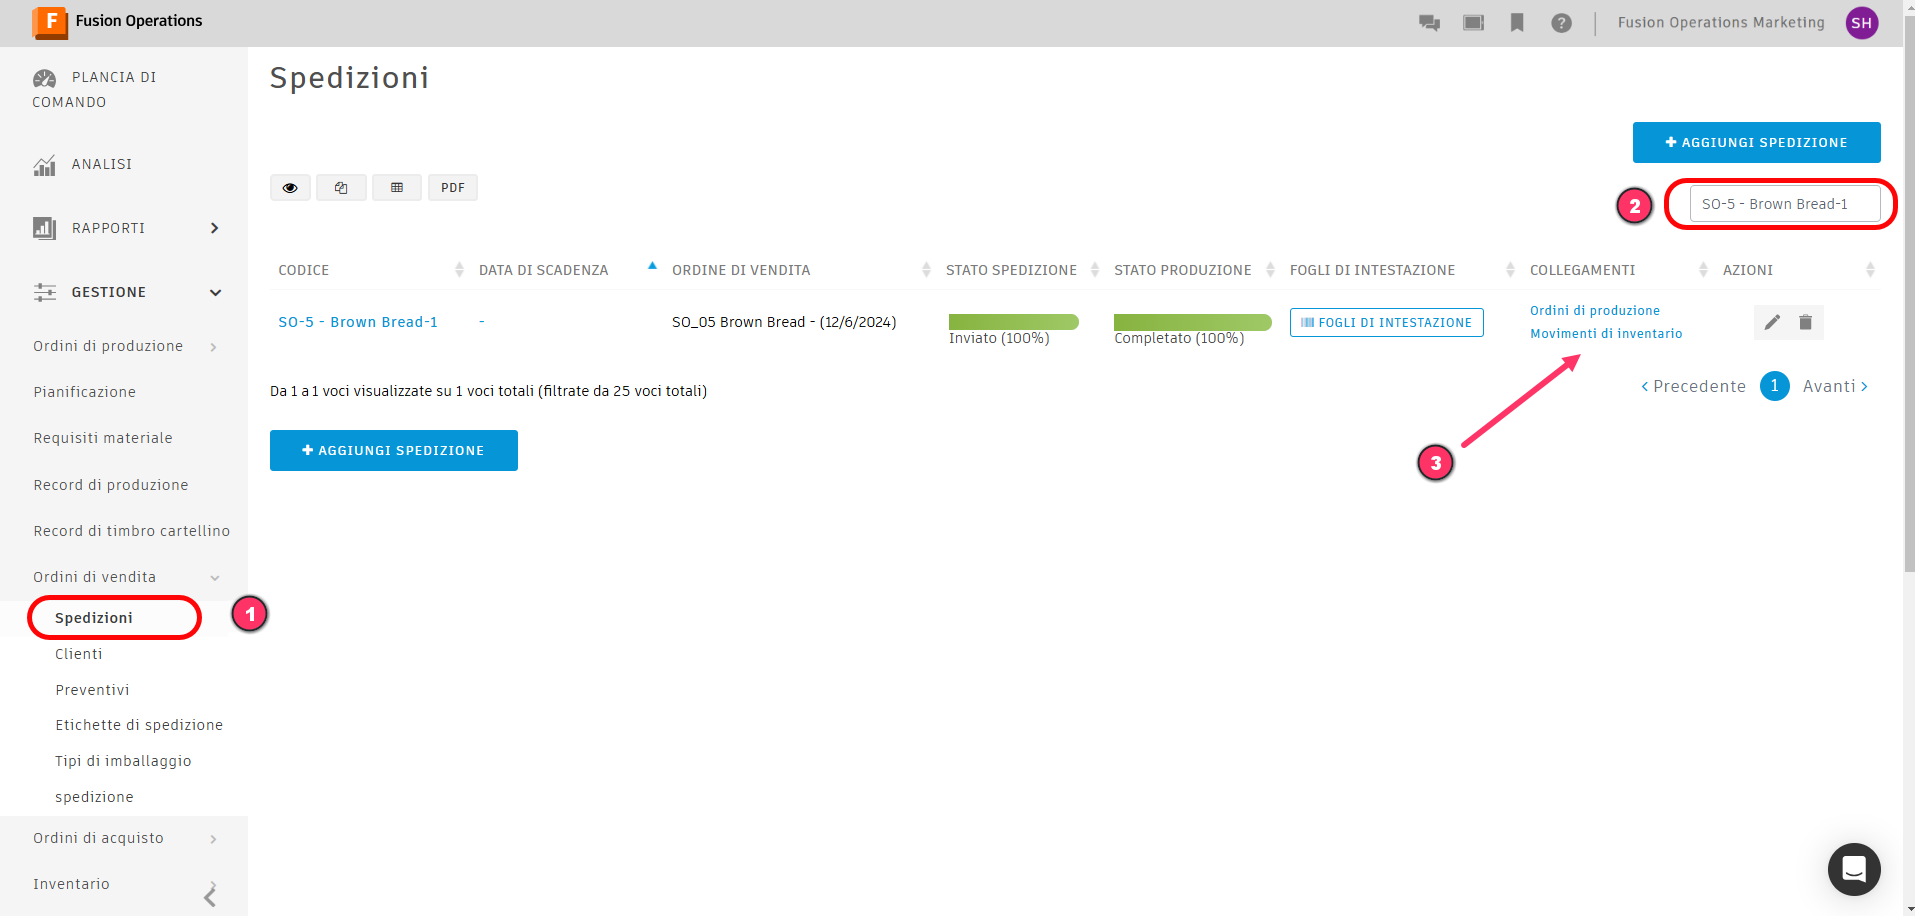 F Fusion Operations
Fusion Operations Marketing SH
PLANCIA DI
COMANDO
ANALISI
RAPPORTI
GESTIONE
Ordini di produzione
Pianificazione
Requisiti materiale
Record di produzione
Record di timbro cartellino
Ordini di vendita
Spedizioni
1
Clienti
Preventivi
Etichette di spedizione
Tipi di imballaggio
spedizione
Ordini di acquisto
Inventario
Spedizioni
+ AGGIUNGI SPEDIZIONE
PDF
2 SO-5 - Brown Bread-1
CODICE DATA DI SCADENZA ORDINE DI VENDITA STATO SPEDIZIONE STATO PRODUZIONE FOGLI DI INTESTAZIONE COLLEGAMENTI AZIONI
SO-5 - Brown Bread-1 - SO_05 Brown Bread - (12/6/2024) Inviato (100%) Completato (100%) FOGLI DI INTESTAZIONE Ordini di produzione
Movimenti di inventario
Da 1 a 1 voci visualizzate su 1 voci totali (filtrate da 25 voci totali)
Precedente 1 Avanti
+ AGGIUNGI SPEDIZIONE
3